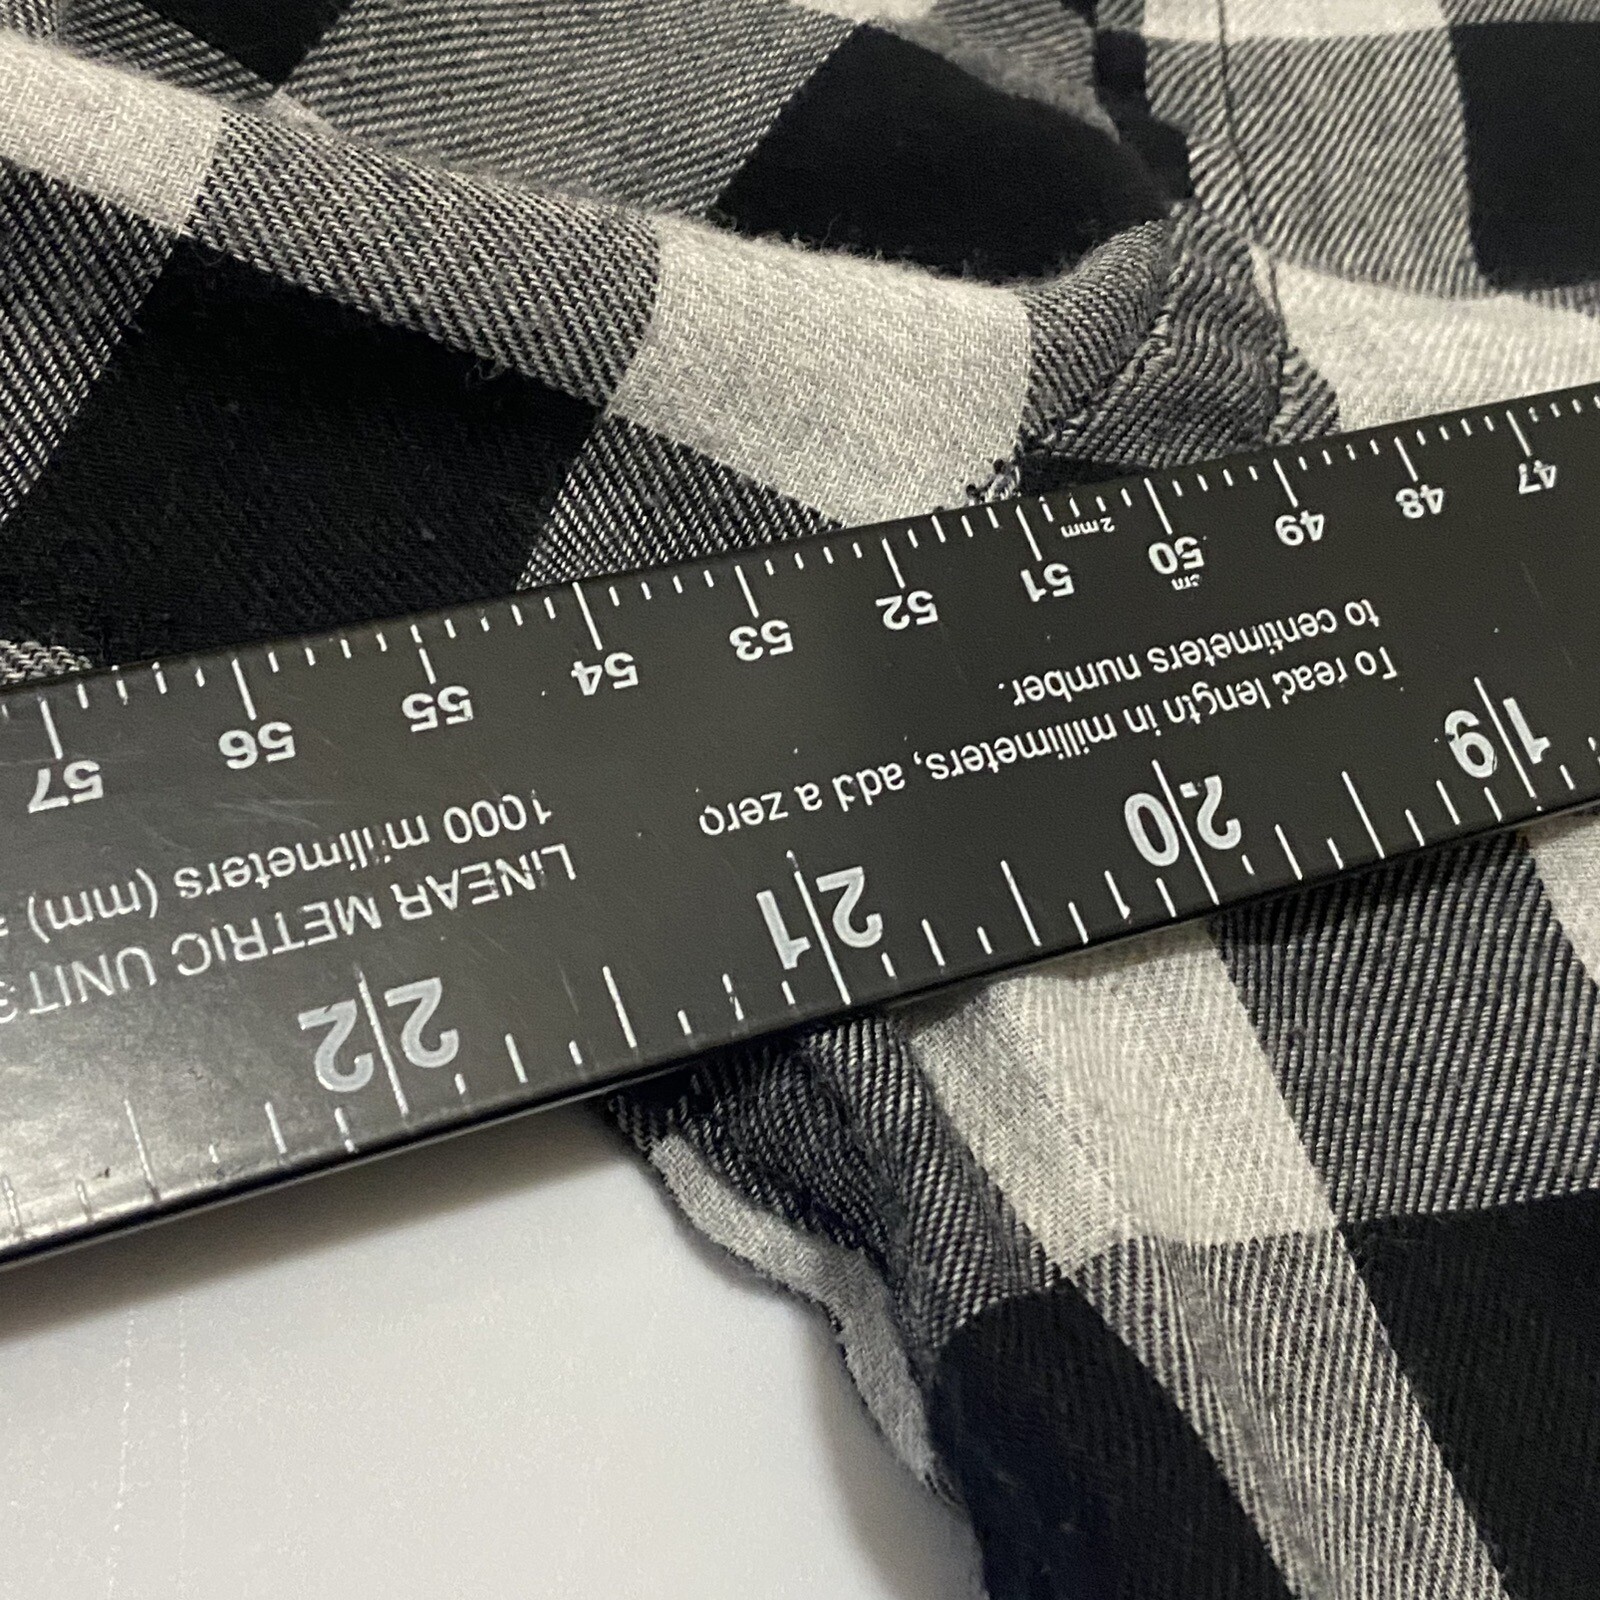 19 20 21 22
To read length in millimeters, add a zero
to centimeters number.
LINEAR METRIC UNITS
1000 millimeters (mm) =
cm
47 48 49 50 51 52 53 54 55 56 57
2mm